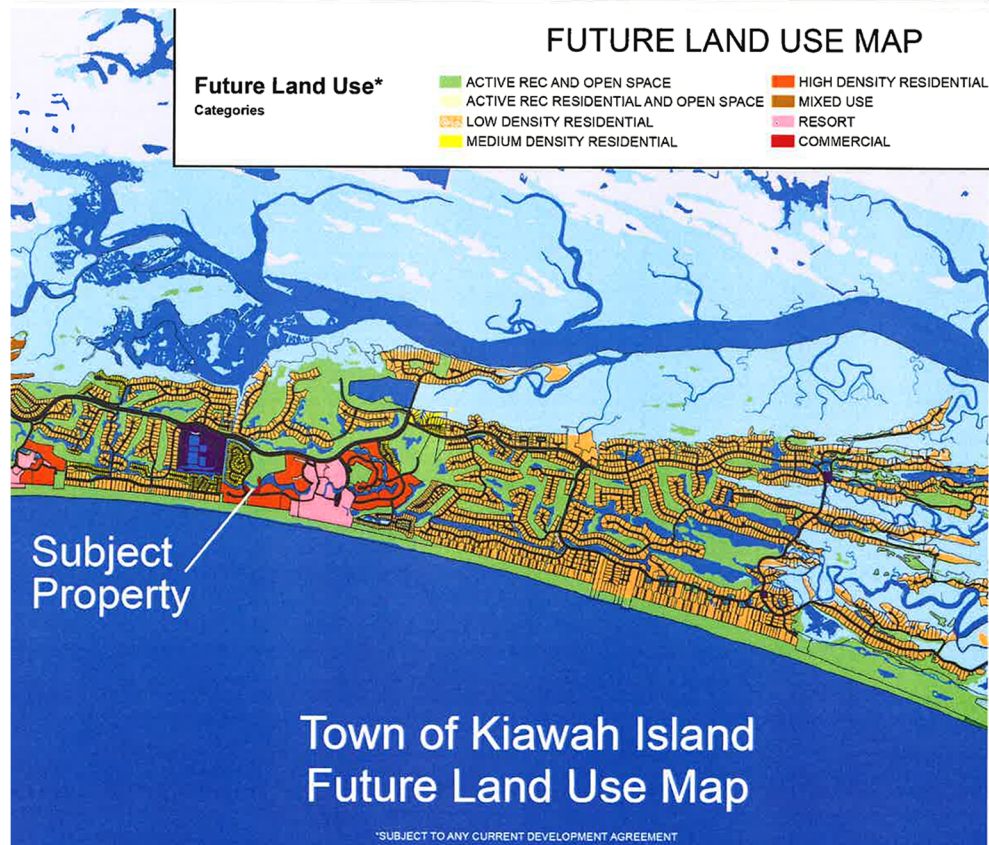 FUTURE LAND USE MAP
Future Land Use*
Categories
ACTIVE REC AND OPEN SPACE
ACTIVE REC RESIDENTIAL AND OPEN SPACE
LOW DENSITY RESIDENTIAL
MEDIUM DENSITY RESIDENTIAL
HIGH DENSITY RESIDENTIAL
MIXED USE
RESORT
COMMERCIAL
Subject
Property
Town of Kiawah Island
Future Land Use Map
*SUBJECT TO ANY CURRENT DEVELOPMENT AGREEMENT